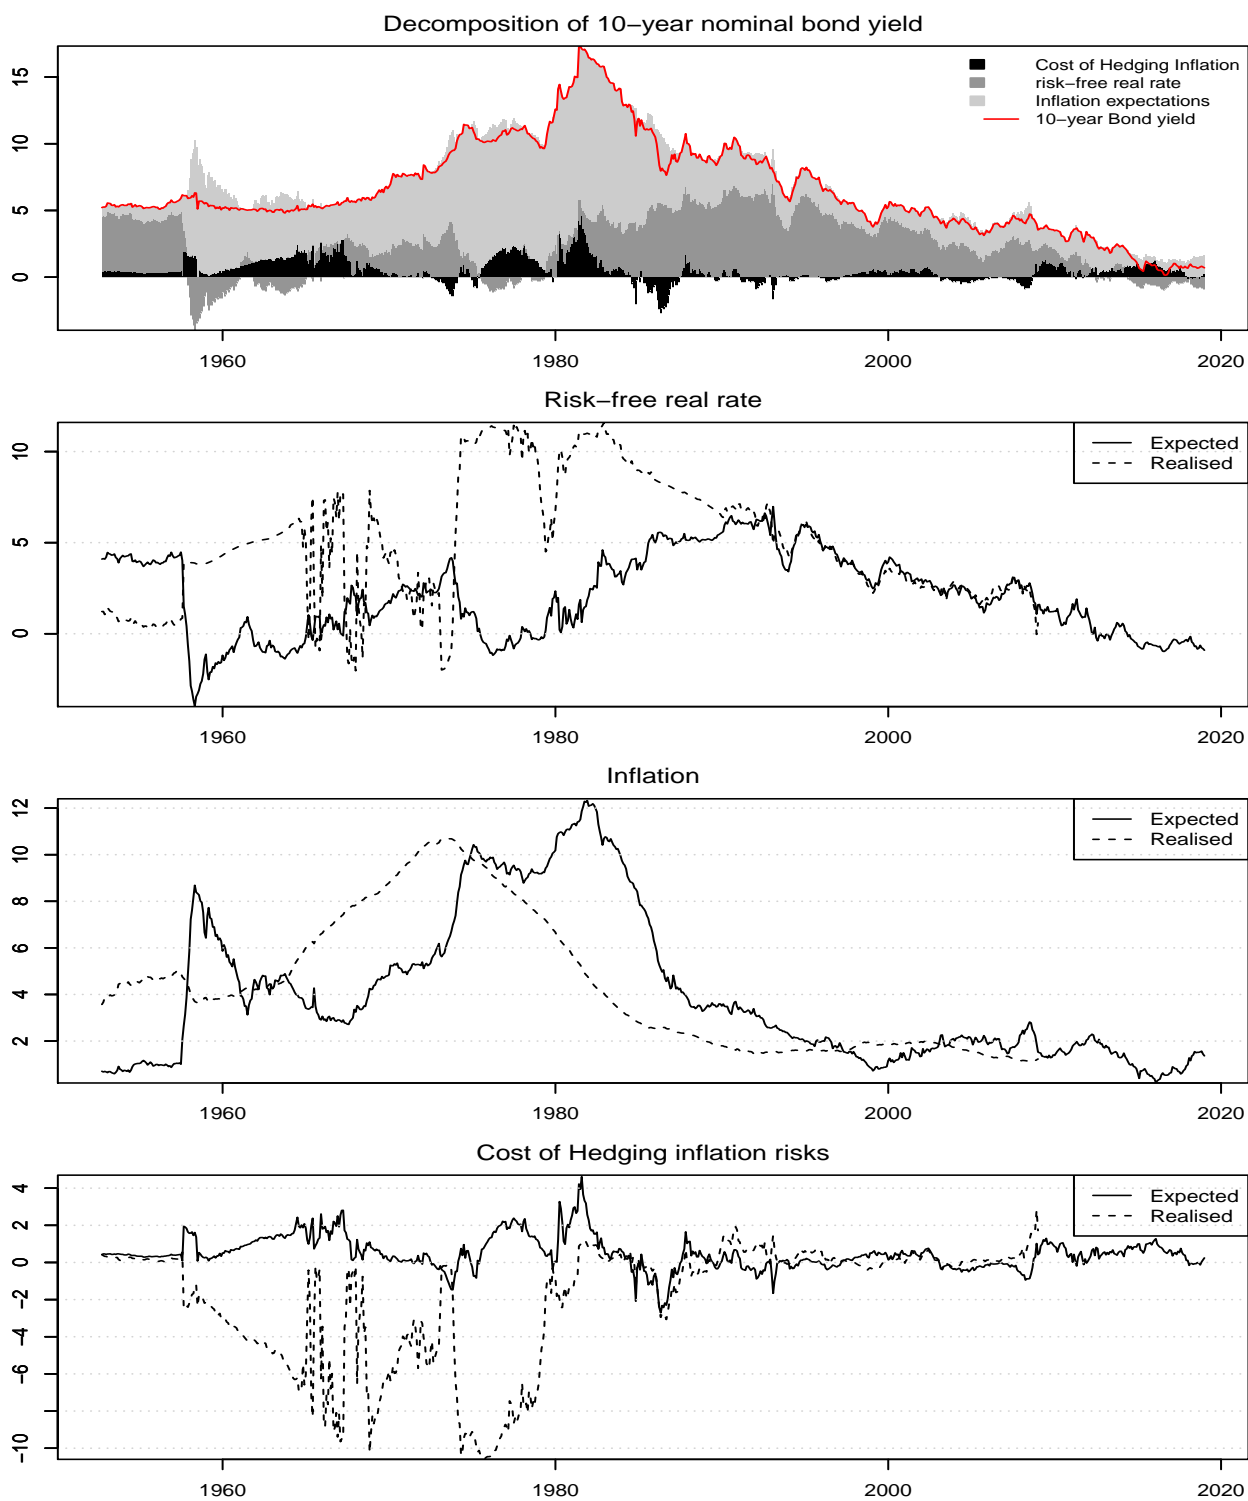 Decomposition of 10−year nominal bond yield
Cost of Hedging Inflation
risk−free real rate
Inflation expectations
10−year Bond yield
15
10
5
0
1960 1980 2000 2020
Risk−free real rate
Expected
Realised
10
5
0
1960 1980 2000 2020
Inflation
Expected
Realised
12
10
8
6
4
2
1960 1980 2000 2020
Cost of Hedging inflation risks
Expected
Realised
4
2
0
−2
−4
−6
−10
1960 1980 2000 2020